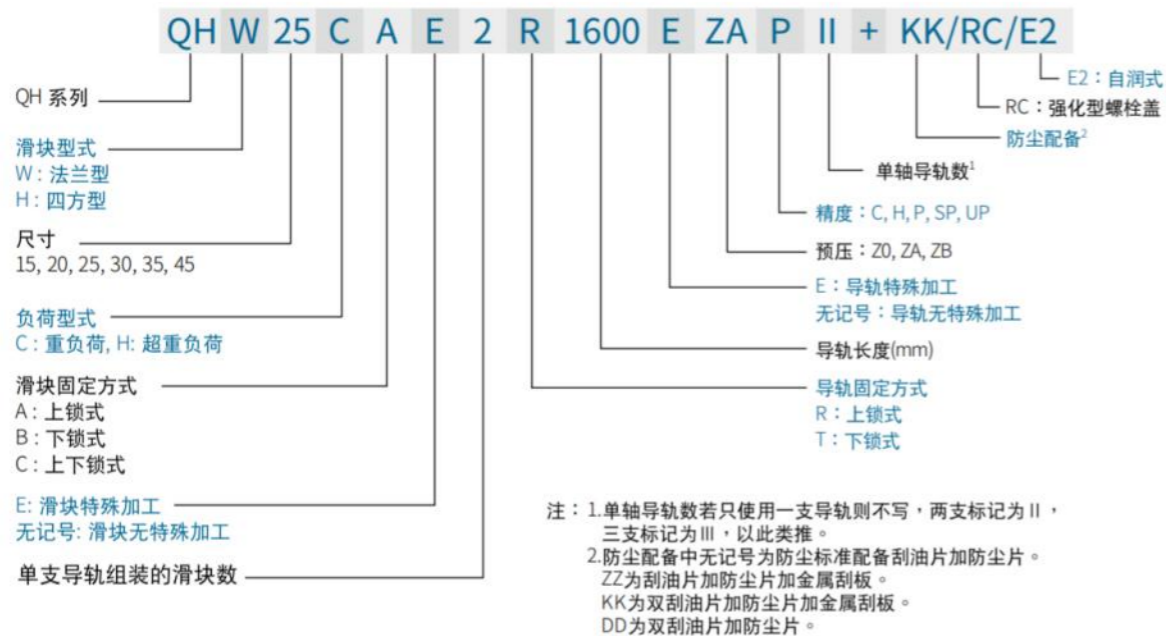 QH W 25 C A E 2 R 1600 E ZA P II + KK/RC/E2
QH 系列
滑块型式
W : 法兰型
H : 四方型
尺寸
15, 20, 25, 30, 35, 45
负荷型式
C : 重负荷, H: 超重负荷
滑块固定方式
A : 上锁式
B : 下锁式
C : 上下锁式
E: 滑块特殊加工
无记号: 滑块无特殊加工
单支导轨组装的滑块数
E2：自润式
RC：强化型螺栓盖
防尘配备²
单轴导轨数¹
精度：C, H, P, SP, UP
预压：Z0, ZA, ZB
E：导轨特殊加工
无记号：导轨无特殊加工
导轨长度(mm)
导轨固定方式
R：上锁式
T：下锁式
注：1.单轴导轨数若只使用一支导轨则不写，两支标记为 II，
三支标记为III，以此类推。
2.防尘配备中无记号为防尘标准配备刮油片加防尘片。
ZZ为刮油片加防尘片加金属刮板。
KK为双刮油片加防尘片加金属刮板。
DD为双刮油片加防尘片。